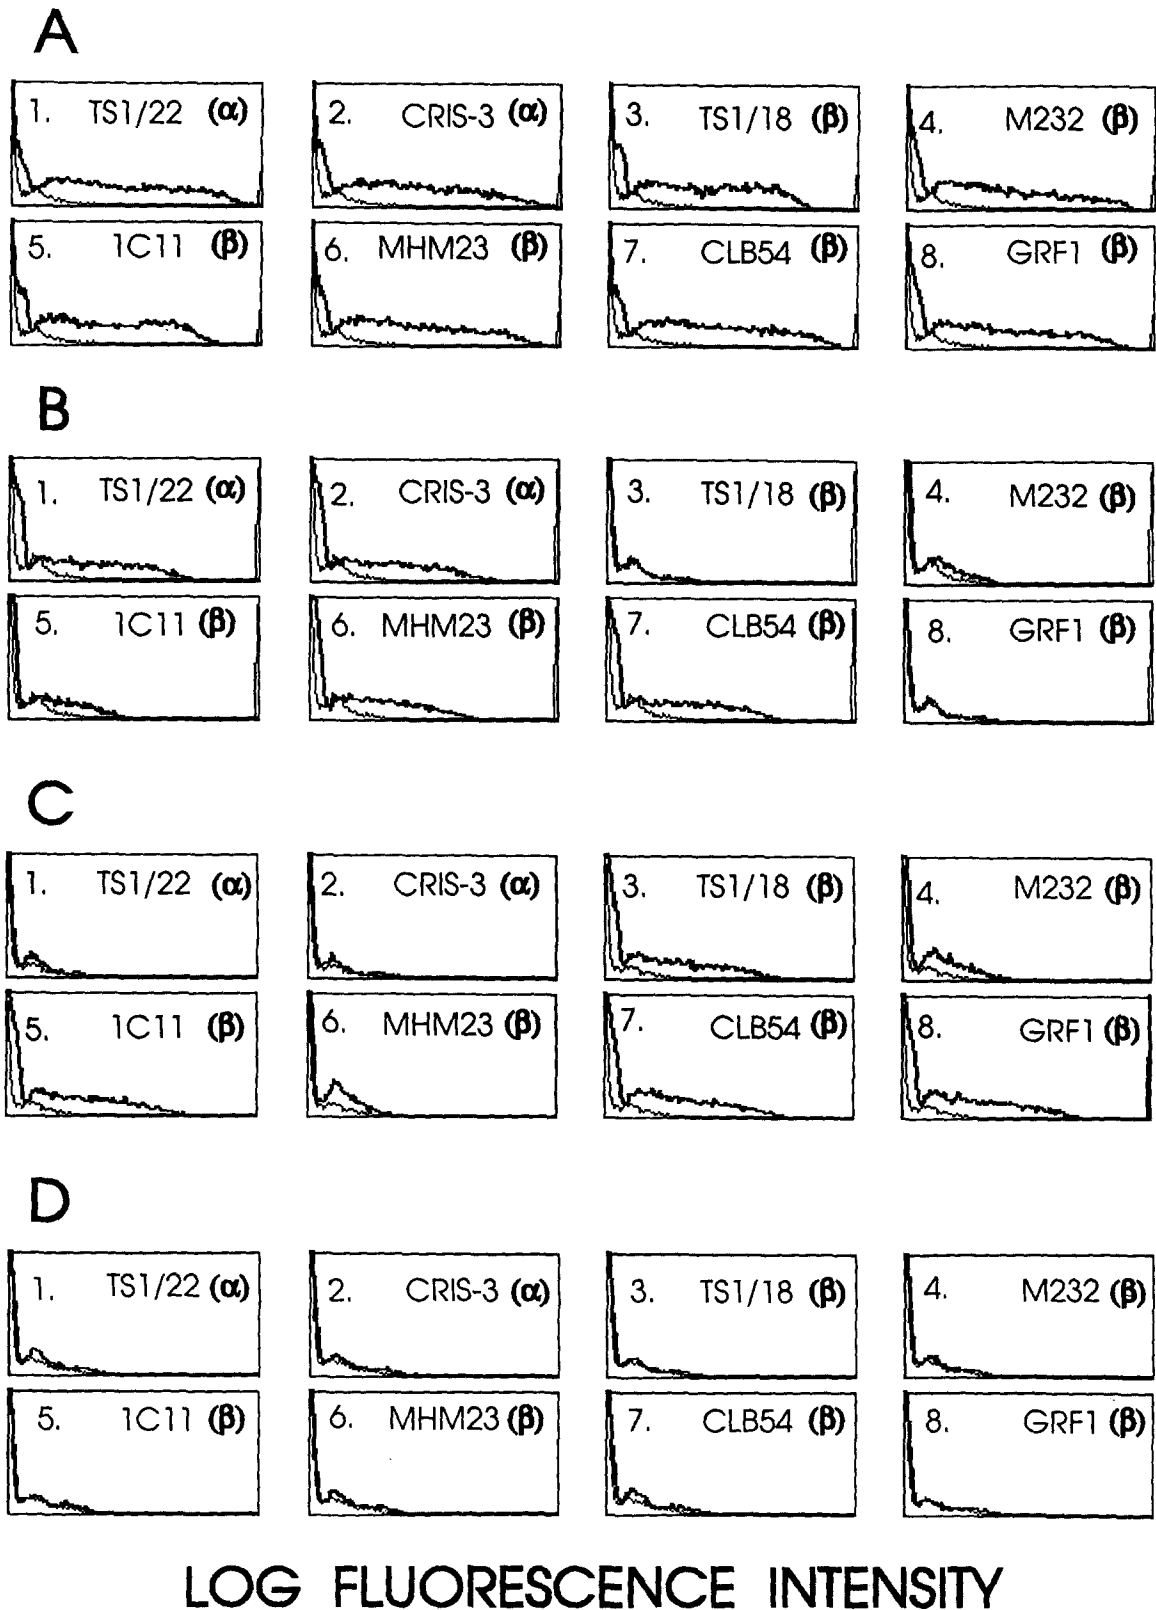 A
1. TS1/22 (α)
2. CRIS-3 (α)
3. TS1/18 (β)
4. M232 (β)
5. 1C11 (β)
6. MHM23 (β)
7. CLB54 (β)
8. GRF1 (β)
B
1. TS1/22 (α)
2. CRIS-3 (α)
3. TS1/18 (β)
4. M232 (β)
5. 1C11 (β)
6. MHM23 (β)
7. CLB54 (β)
8. GRF1 (β)
C
1. TS1/22 (α)
2. CRIS-3 (α)
3. TS1/18 (β)
4. M232 (β)
5. 1C11 (β)
6. MHM23 (β)
7. CLB54 (β)
8. GRF1 (β)
D
1. TS1/22 (α)
2. CRIS-3 (α)
3. TS1/18 (β)
4. M232 (β)
5. 1C11 (β)
6. MHM23 (β)
7. CLB54 (β)
8. GRF1 (β)
LOG FLUORESCENCE INTENSITY